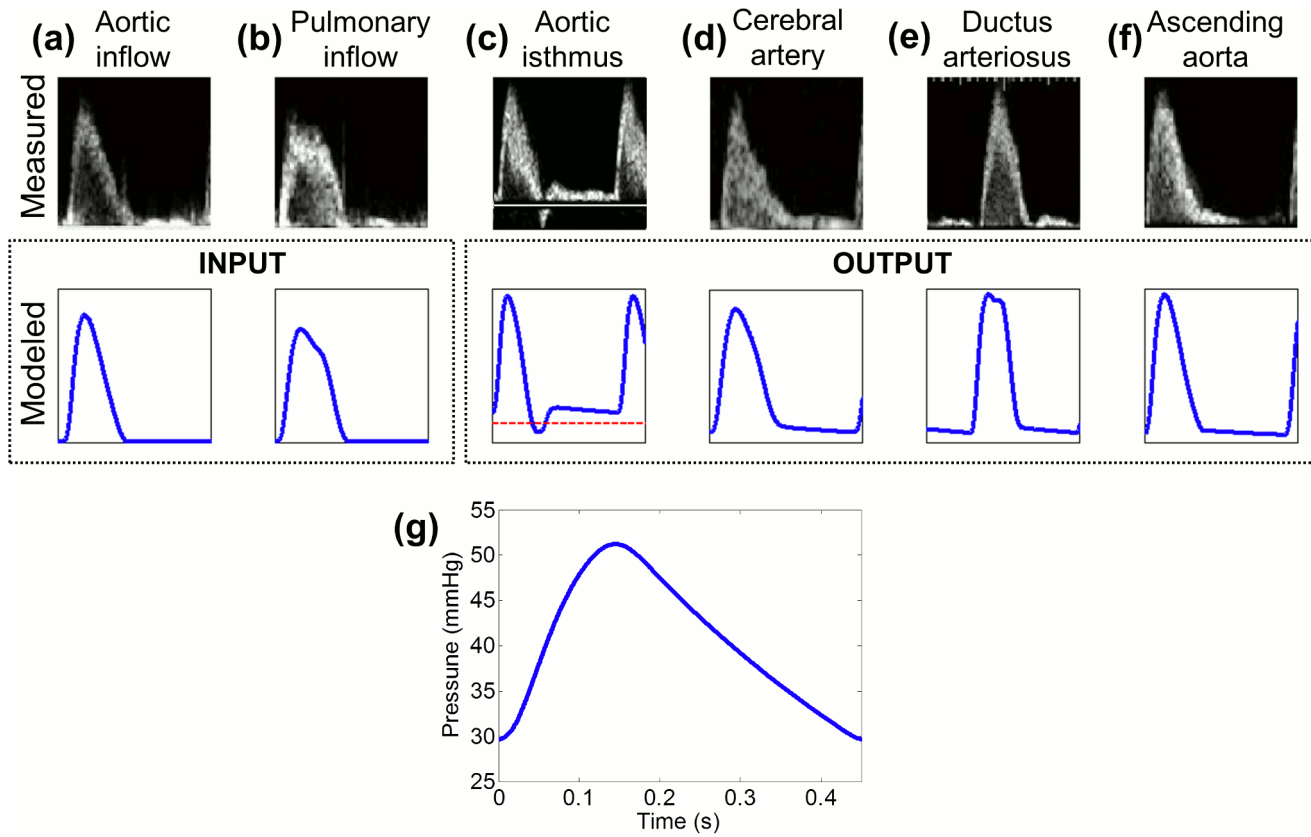 (a) Aortic inflow
(b) Pulmonary inflow
(c) Aortic isthmus
(d) Cerebral artery
(e) Ductus arteriosus
(f) Ascending aorta
Measured
INPUT
OUTPUT
Modeled
(g)
Presssure (mmHg)
55
50
45
40
35
30
25
0 0.1 0.2 0.3 0.4
Time (s)